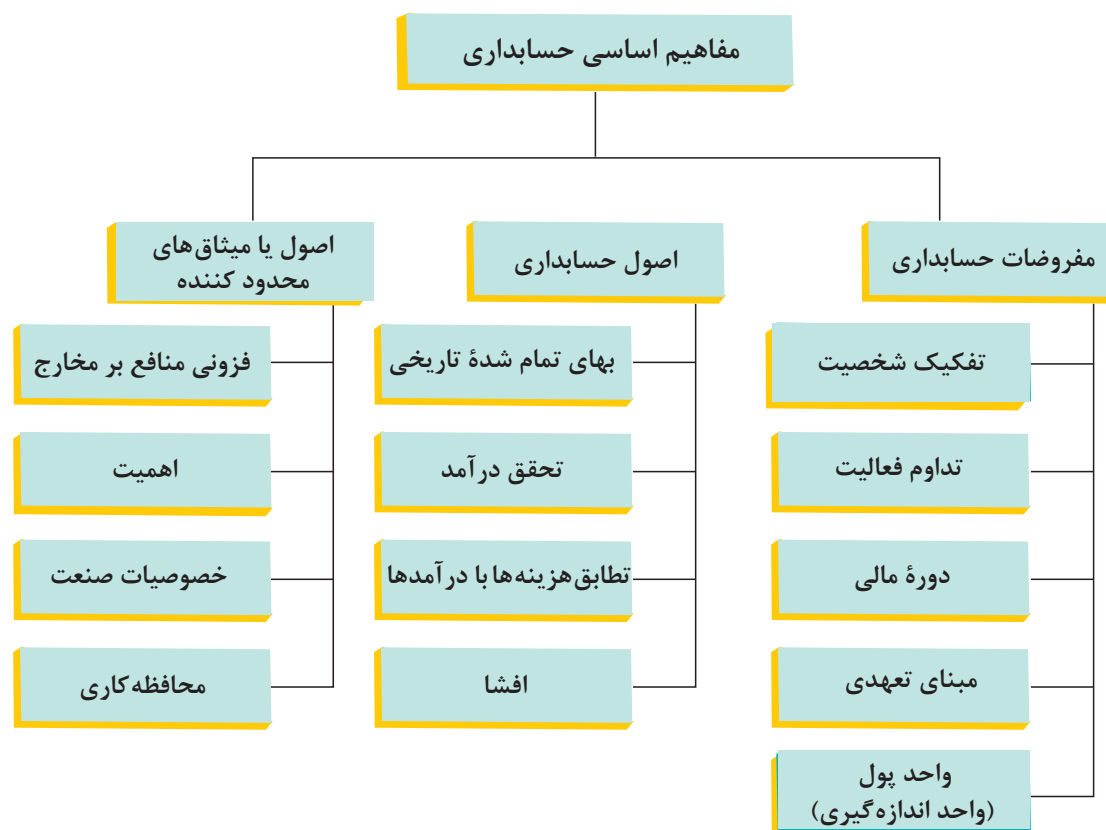 مفاهیم اساسی حسابداری
مفروضات حسابداری
تفکیک شخصیت
تداوم فعالیت
دورهٔ مالی
مبنای تعهدی
واحد پول
(واحد اندازه‌گیری)
اصول حسابداری
بهای تمام شدهٔ تاریخی
تحقق درآمد
تطابق هزینه‌ها با درآمدها
افشا
اصول یا میثاق‌های
محدود کننده
فزونی منافع بر مخارج
اهمیت
خصوصیات صنعت
محافظه‌کاری